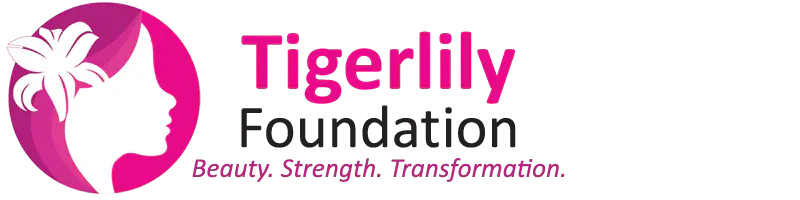 Tigerlily
Foundation
Beauty. Strength. Transformation.